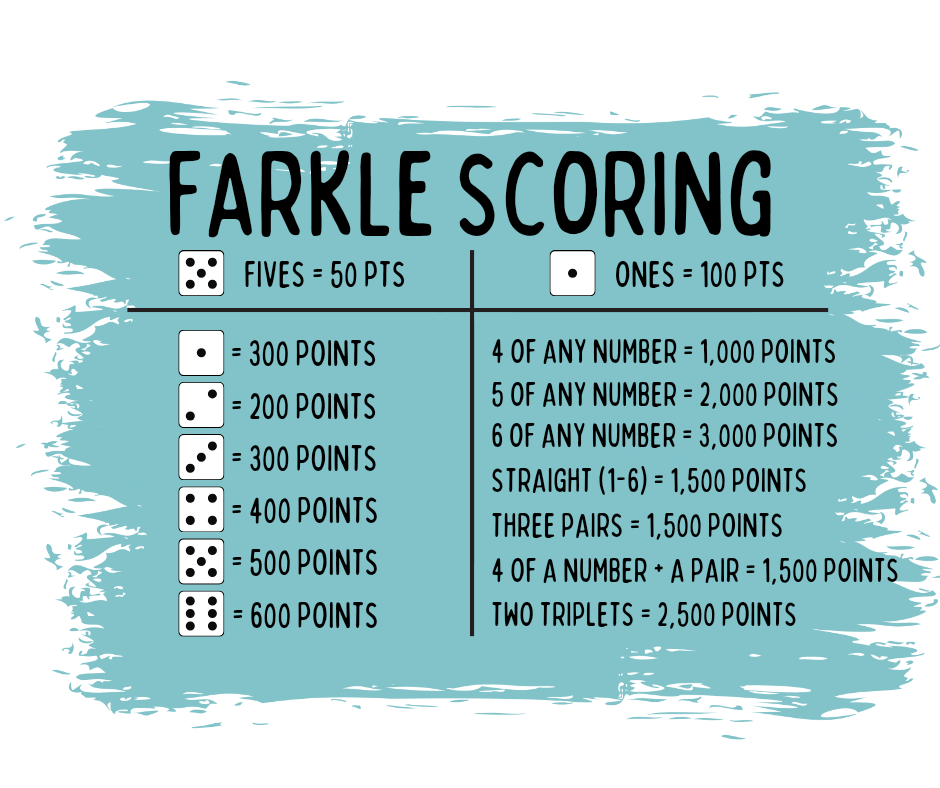 FARKLE SCORING
FIVES = 50 PTS
ONES = 100 PTS
= 300 POINTS
= 200 POINTS
= 300 POINTS
= 400 POINTS
= 500 POINTS
= 600 POINTS
4 OF ANY NUMBER = 1,000 POINTS
5 OF ANY NUMBER = 2,000 POINTS
6 OF ANY NUMBER = 3,000 POINTS
STRAIGHT (1-6) = 1,500 POINTS
THREE PAIRS = 1,500 POINTS
4 OF A NUMBER + A PAIR = 1,500 POINTS
TWO TRIPLETS = 2,500 POINTS